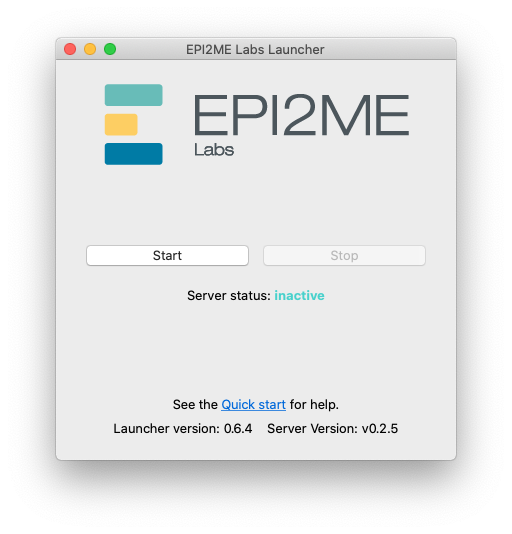 EPI2ME Labs Launcher
EPI2ME
Labs
Start Stop
Server status: inactive
See the Quick start for help.
Launcher version: 0.6.4 Server Version: v0.2.5